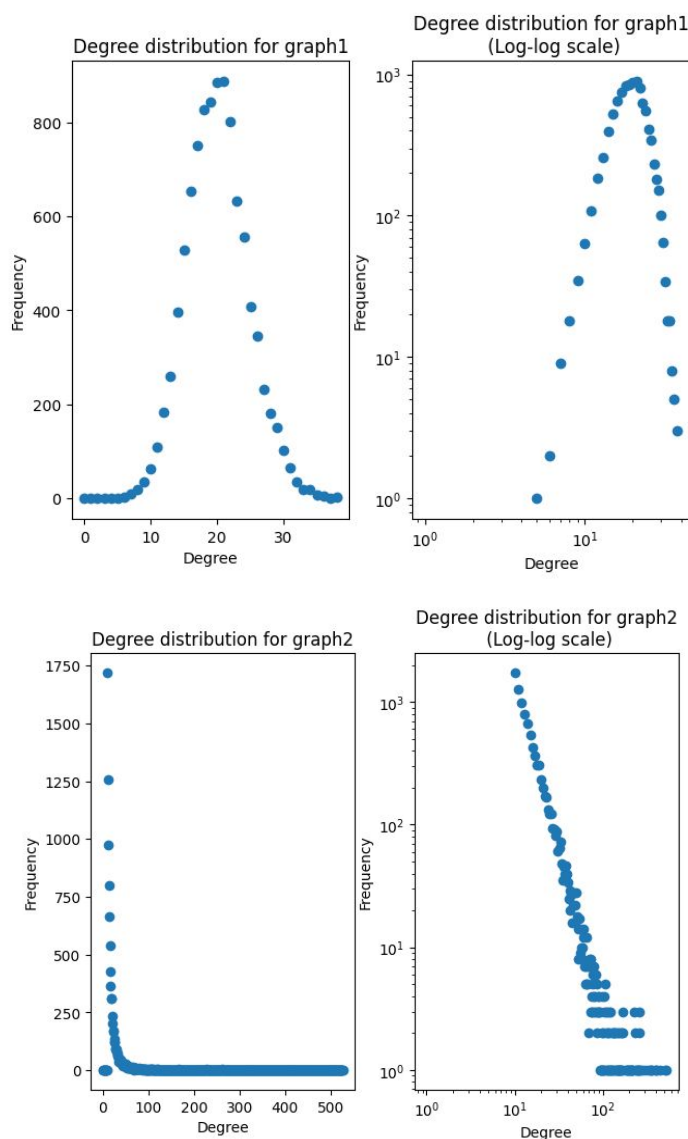 Degree distribution for graph1
800
600
400
200
0
Frequency
0 10 20 30
Degree
Degree distribution for graph1
(Log-log scale)
10³
10²
10¹
10⁰
Frequency
10⁰ 10¹
Degree
Degree distribution for graph2
1750
1500
1250
1000
750
500
250
0
Frequency
0 100 200 300 400 500
Degree
Degree distribution for graph2
(Log-log scale)
10³
10²
10¹
10⁰
Frequency
10⁰ 10¹ 10²
Degree